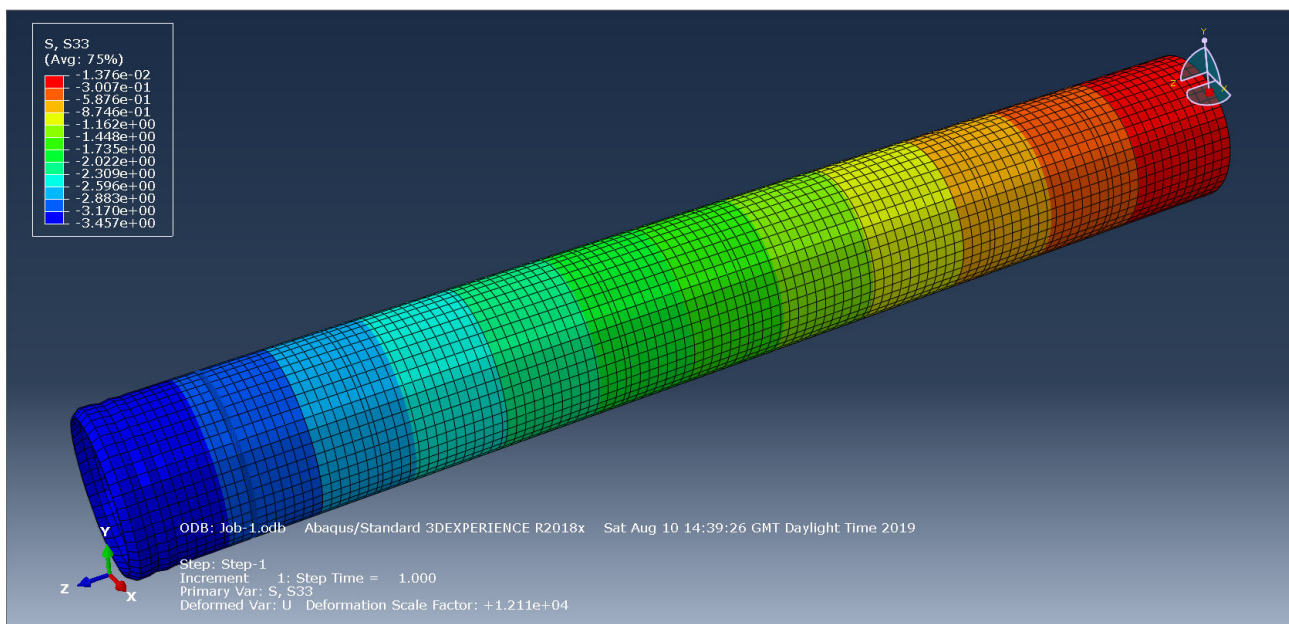 S, S33
(Avg: 75%)
-1.376e-02
-3.007e-01
-5.876e-01
-8.746e-01
-1.162e+00
-1.448e+00
-1.735e+00
-2.022e+00
-2.309e+00
-2.596e+00
-2.883e+00
-3.170e+00
-3.457e+00
Y
Z
X
ODB: Job-1.odb    Abaqus/Standard 3DEXPERIENCE R2018x    Sat Aug 10 14:39:26 GMT Daylight Time 2019
Y
Z
X
Step: Step-1
Increment      1: Step Time =    1.000
Primary Var: S, S33
Deformed Var: U   Deformation Scale Factor: +1.211e+04